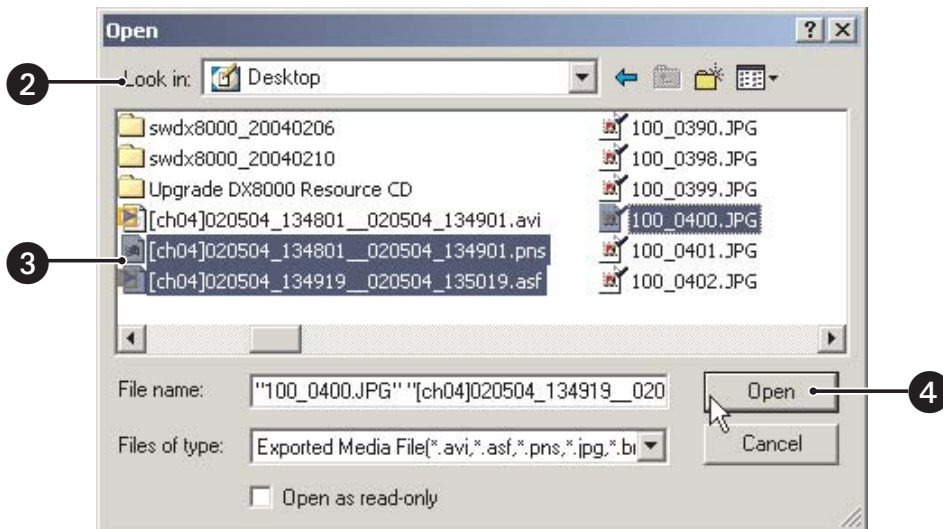 Open
2
Look in: Desktop
swdx8000_20040206
swdx8000_20040210
Upgrade DX8000 Resource CD
[ch04]020504_134801__020504_134901.avi
3
[ch04]020504_134801__020504_134901.pns
[ch04]020504_134919__020504_135019.asf
100_0390.JPG
100_0398.JPG
100_0399.JPG
100_0400.JPG
100_0401.JPG
100_0402.JPG
File name: "100_0400.JPG" "[ch04]020504_134919__020
Open
4
Files of type: Exported Media File(*.avi,*.asf,*.pns,*.jpg,*.b
Cancel
Open as read-only